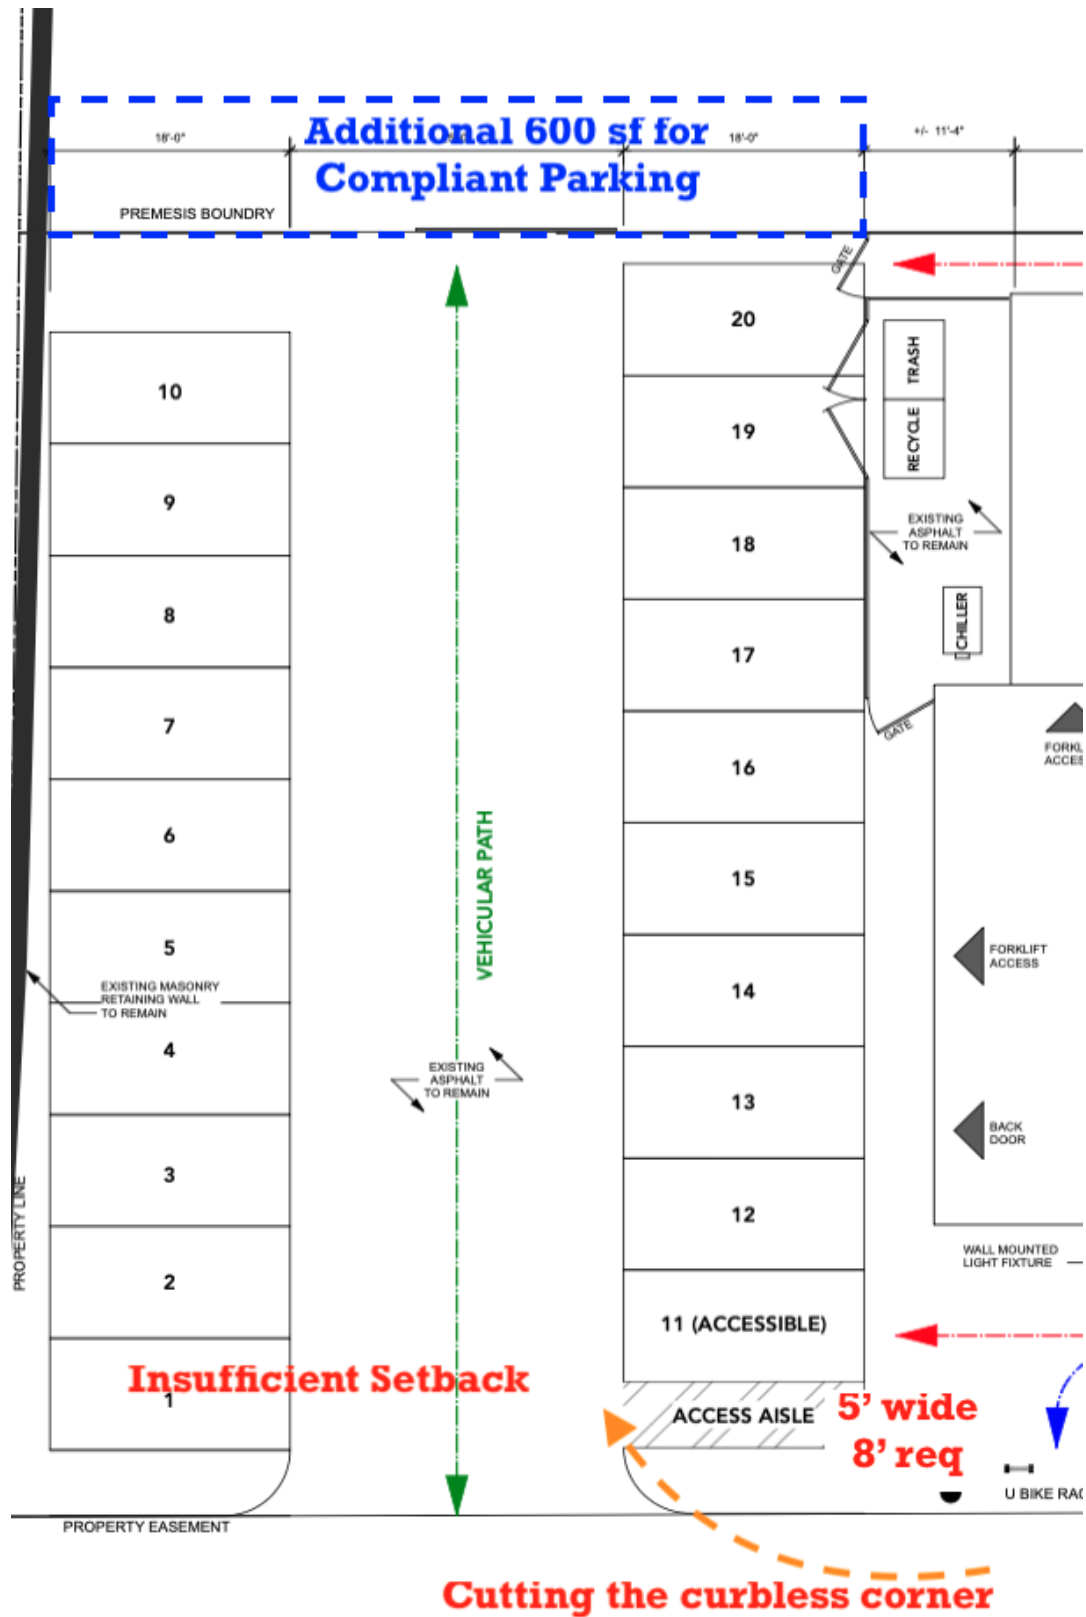 18'-0"
Additional 600 sf for
Compliant Parking
18'-0"
+/- 11'-4"
PREMESIS BOUNDRY
GATE
20
TRASH
10
19
RECYCLE
9
18
EXISTING
ASPHALT
TO REMAIN
8
17
CHILLER
7
16
GATE
FORKL
ACCES
6
15
VEHICULAR PATH
5
14
FORKLIFT
ACCESS
EXISTING MASONRY
RETAINING WALL
TO REMAIN
4
EXISTING
ASPHALT
TO REMAIN
13
BACK
DOOR
3
12
PROPERTY LINE
WALL MOUNTED
LIGHT FIXTURE
2
11 (ACCESSIBLE)
Insufficient Setback
1
ACCESS AISLE
5' wide
8' req
U BIKE RAC
PROPERTY EASEMENT
Cutting the curbless corner